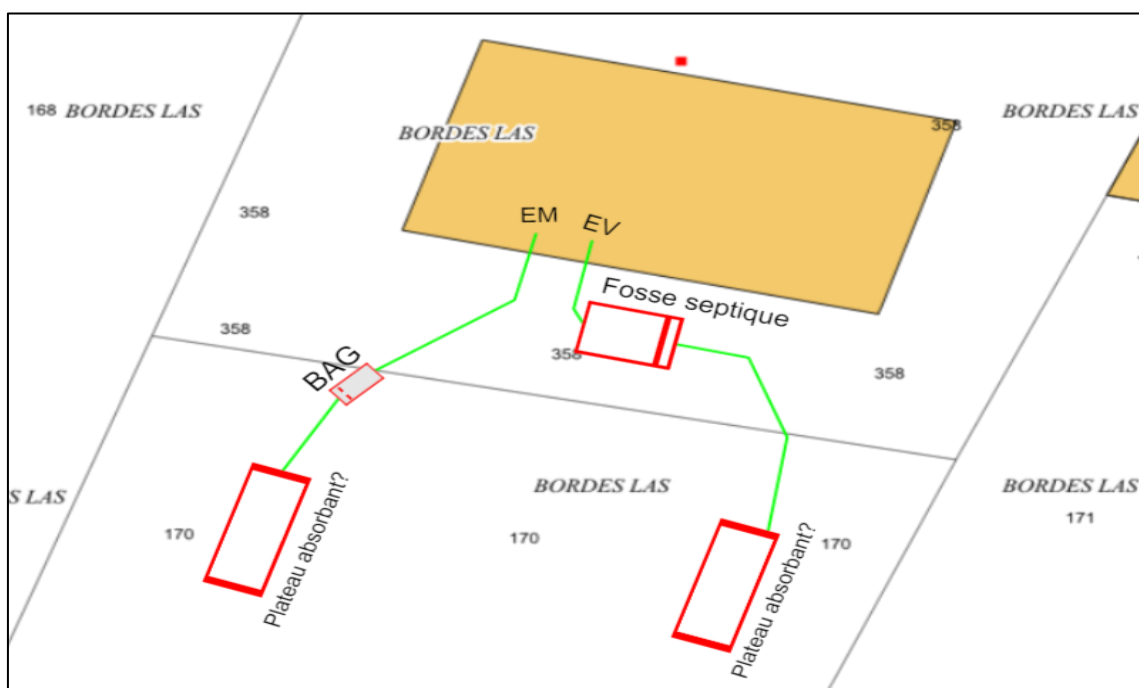 168 BORDES LAS
BORDES LAS
358
BORDES LAS
358
EM
EV
Fosse septique
358
358
358
BAG
S LAS
BORDES LAS
BORDES LAS
171
170
Plateau absorbant?
170
170
Plateau absorbant?